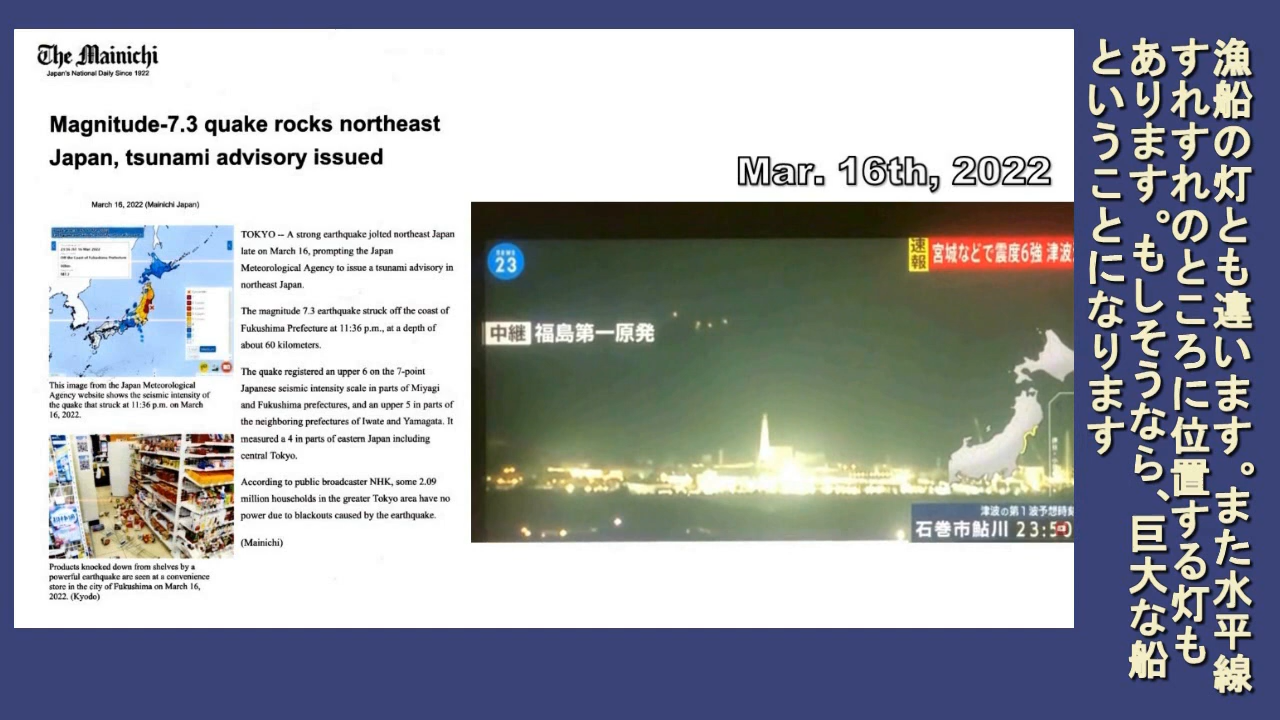 The Mainichi
Japan's National Daily Since 1922
Magnitude-7.3 quake rocks northeast
Japan, tsunami advisory issued
March 16, 2022 (Mainichi Japan)
This image from the Japan Meteorological
Agency website shows the seismic intensity of
the quake that struck at 11:36 p.m. on March
16, 2022.
Products knocked down from shelves by a
powerful earthquake are seen at a convenience
store in the city of Fukushima on March 16,
2022. (Kyodo)
TOKYO -- A strong earthquake jolted northeast Japan
late on March 16, prompting the Japan
Meteorological Agency to issue a tsunami advisory in
northeast Japan.
The magnitude 7.3 earthquake struck off the coast of
Fukushima Prefecture at 11:36 p.m., at a depth of
about 60 kilometers.
The quake registered an upper 6 on the 7-point
Japanese seismic intensity scale in parts of Miyagi
and Fukushima prefectures, and an upper 5 in parts of
the neighboring prefectures of Iwate and Yamagata. It
measured a 4 in parts of eastern Japan including
central Tokyo.
According to public broadcaster NHK, some 2.09
million households in the greater Tokyo area have no
power due to blackouts caused by the earthquake.
(Mainichi)
Mar. 16th, 2022
NEWS
23
速報
宮城などで震度6強 津波
中継 福島第一原発
津波の第1波予想時刻
石巻市鮎川 23:50
漁船の灯とも違います。また水平線
すれすれのところに位置する灯も
あります。もしそうなら、巨大な船
ということになります